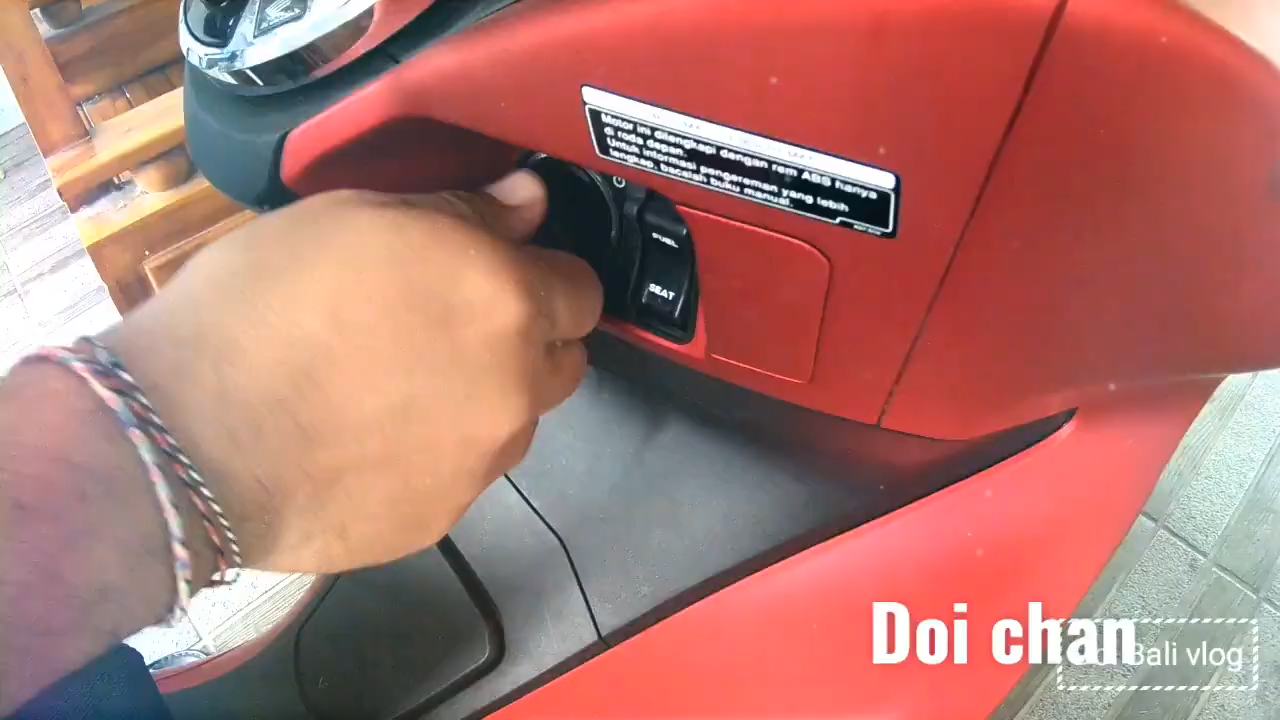 Motor ini dilengkapi dengan rem ABS hanya
di roda depan.
Untuk informasi pengereman yang lebih
lengkap, bacalah buku manual.
FUEL
SEAT
Doi chan
Bali vlog